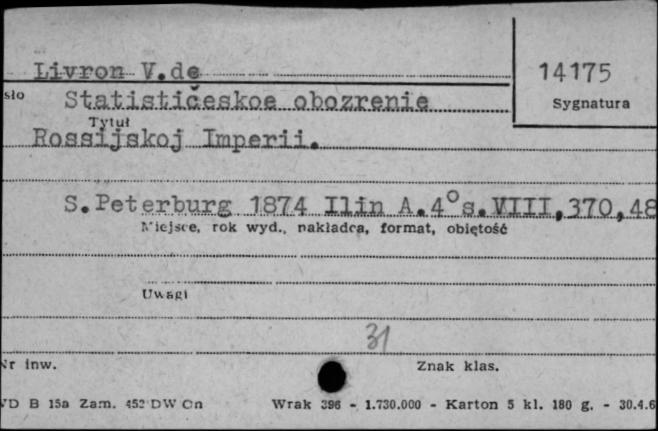 Livron V.de
14175
sło
Statističeskoe obozrenie
Sygnatura
Tytuł
Rossijskoj Imperii.
S.Peterburg 1874 Ilin A.4°s.VIII,370,48
Miejsce, rok wyd., nakładca, format, objętość
Uwagi
31
Nr inw.
Znak klas.
VD B 15a Zam. 452 DW Cn
Wrak 396 - 1.730.000 - Karton 5 kl. 180 g. - 30.4.6